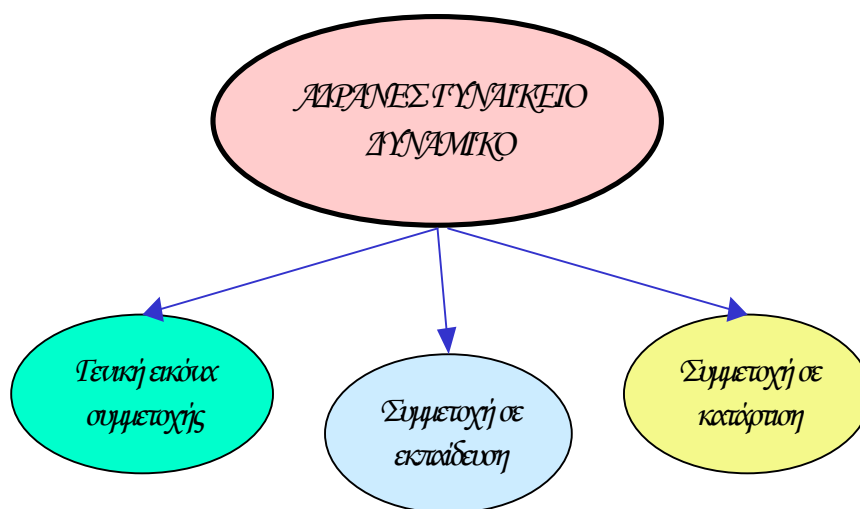 ΑΔΡΑΝΕΣ ΓΥΝΑΙΚΕΙΟ
ΔΥΝΑΜΙΚΟ
Γενική εικόνα
συμμετοχής
Συμμετοχή σε
εκπαίδευση
Συμμετοχή σε
κατάρτιση